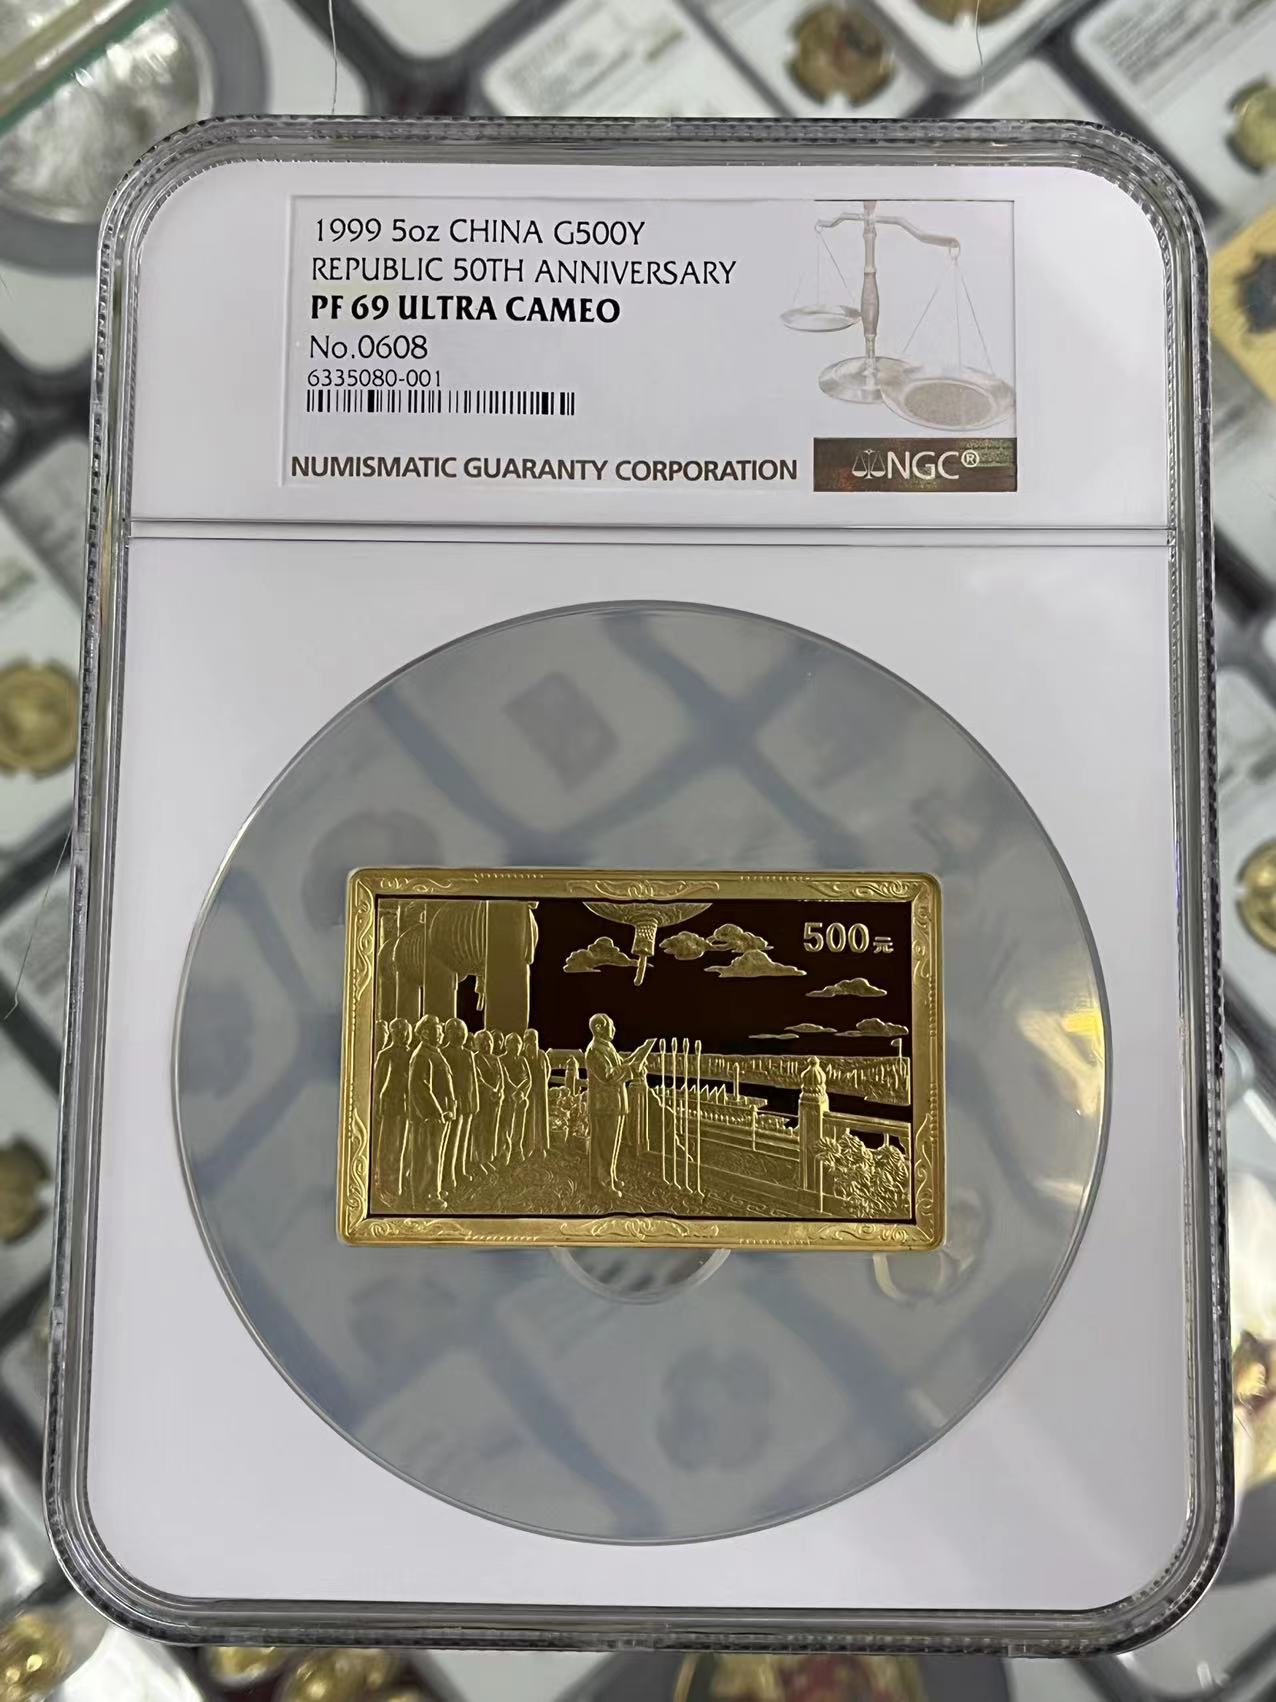 1999 5oz CHINA G500Y
REPUBLIC 50TH ANNIVERSARY
PF 69 ULTRA CAMEO
No.0608
6335080-001
NUMISMATIC GUARANTY CORPORATION
NGC®
500元